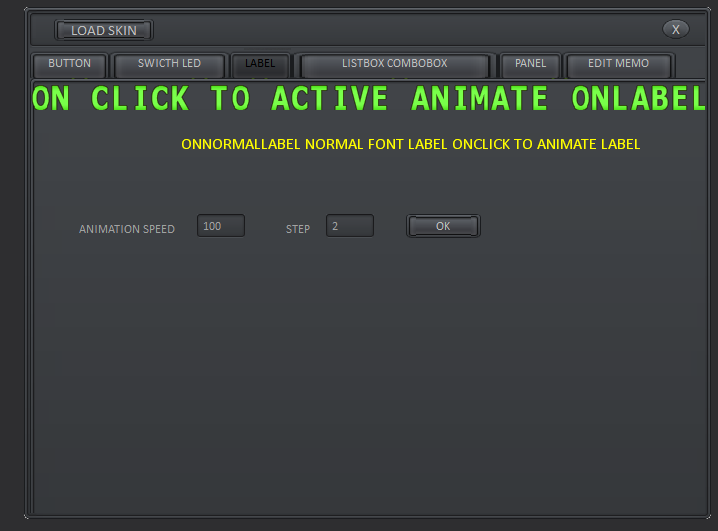 LOAD SKIN
X
BUTTON SWICTH LED LABEL LISTBOX COMBOBOX PANEL EDIT MEMO
ON CLICK TO ACTIVE ANIMATE ONLABEL
ONNORMALLABEL NORMAL FONT LABEL ONCLICK TO ANIMATE LABEL
ANIMATION SPEED 100 STEP 2 OK